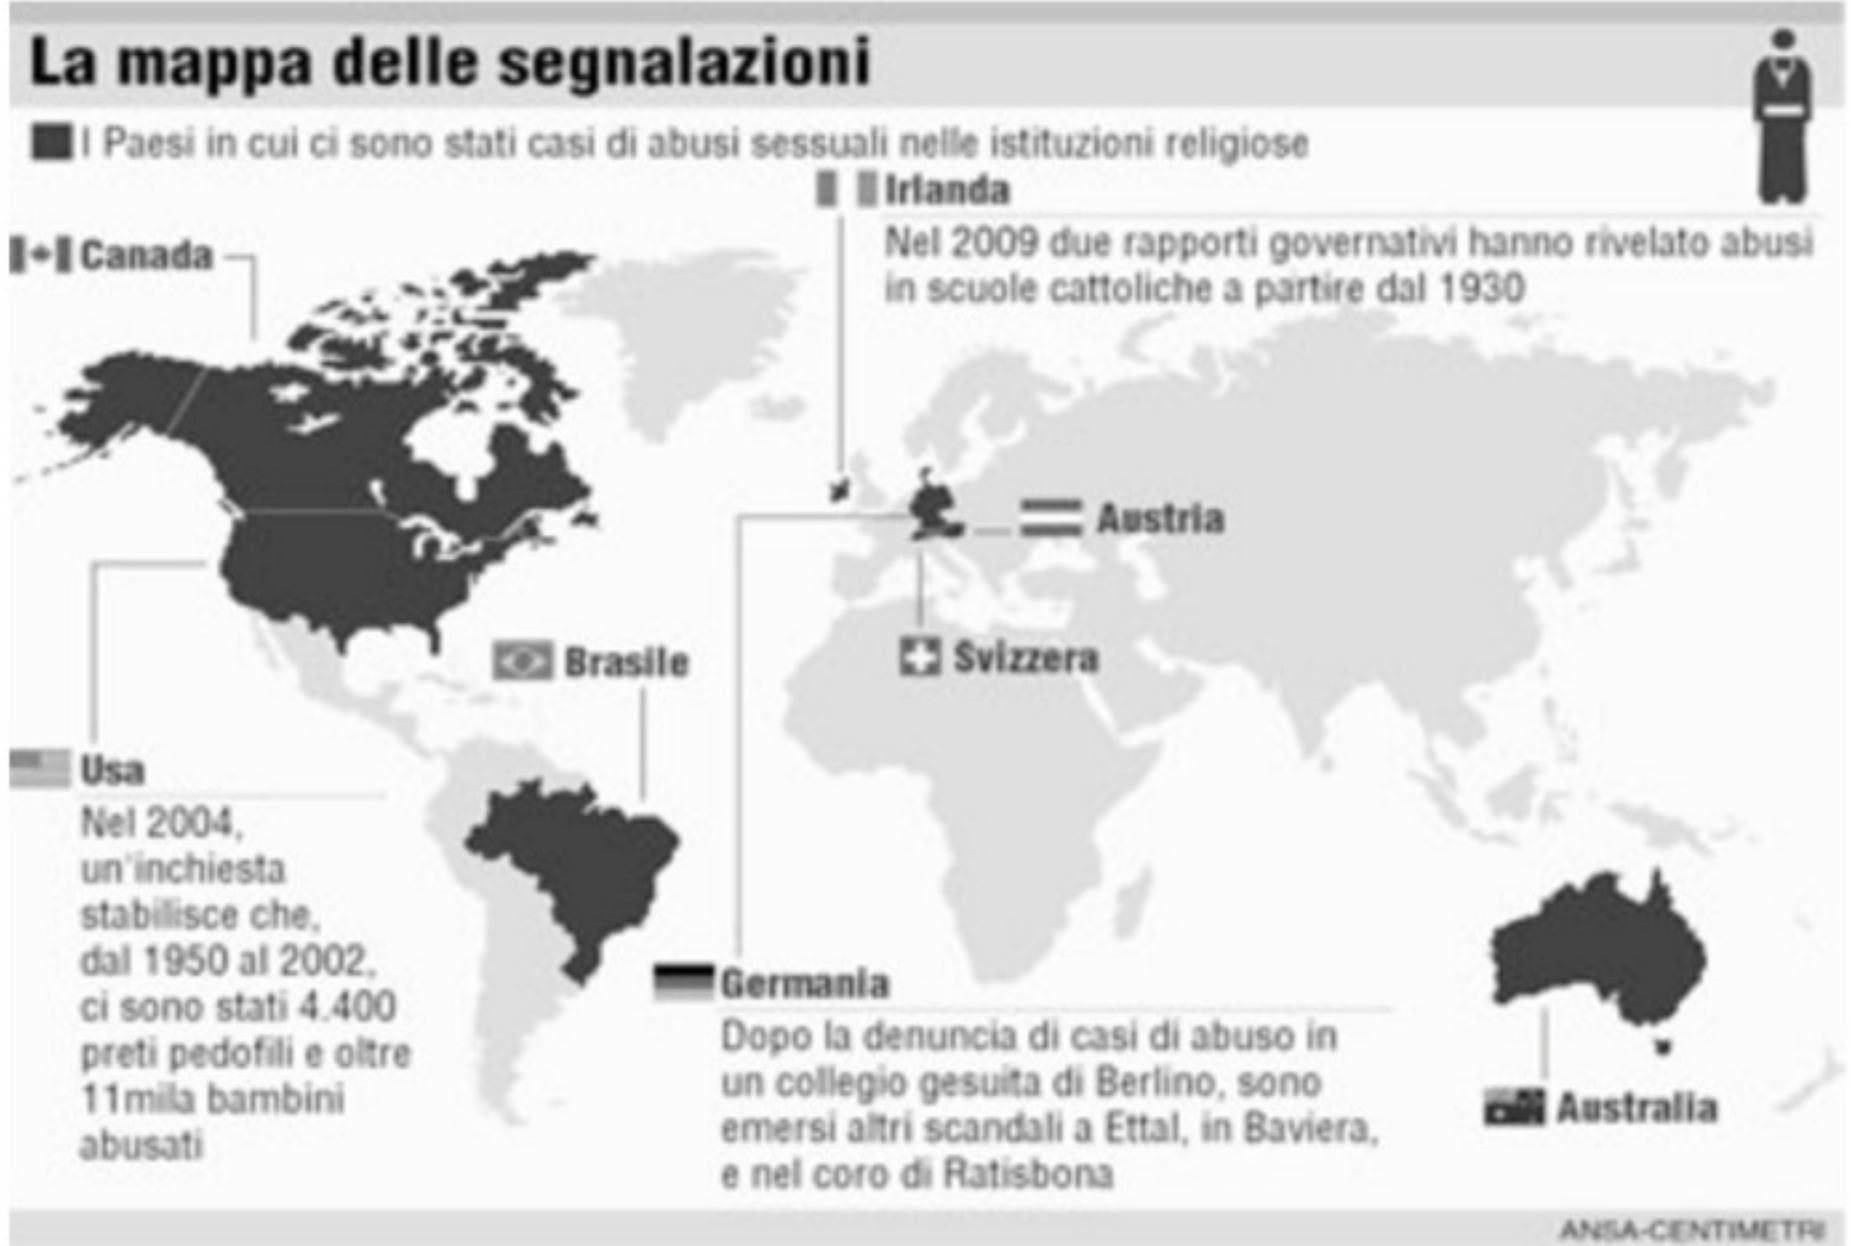 La mappa delle segnalazioni
I Paesi in cui ci sono stati casi di abusi sessuali nelle istituzioni religiose
Irlanda
Nel 2009 due rapporti governativi hanno rivelato abusi
in scuole cattoliche a partire dal 1930
Canada
Austria
Svizzera
Brasile
Usa
Nel 2004,
un'inchiesta
stabilisce che,
dal 1950 al 2002,
ci sono stati 4.400
preti pedofili e oltre
11mila bambini
abusati
Germania
Dopo la denuncia di casi di abuso in
un collegio gesuita di Berlino, sono
emersi altri scandali a Ettal, in Baviera,
e nel coro di Ratisbona
Australia
ANSA-CENTIMETRI